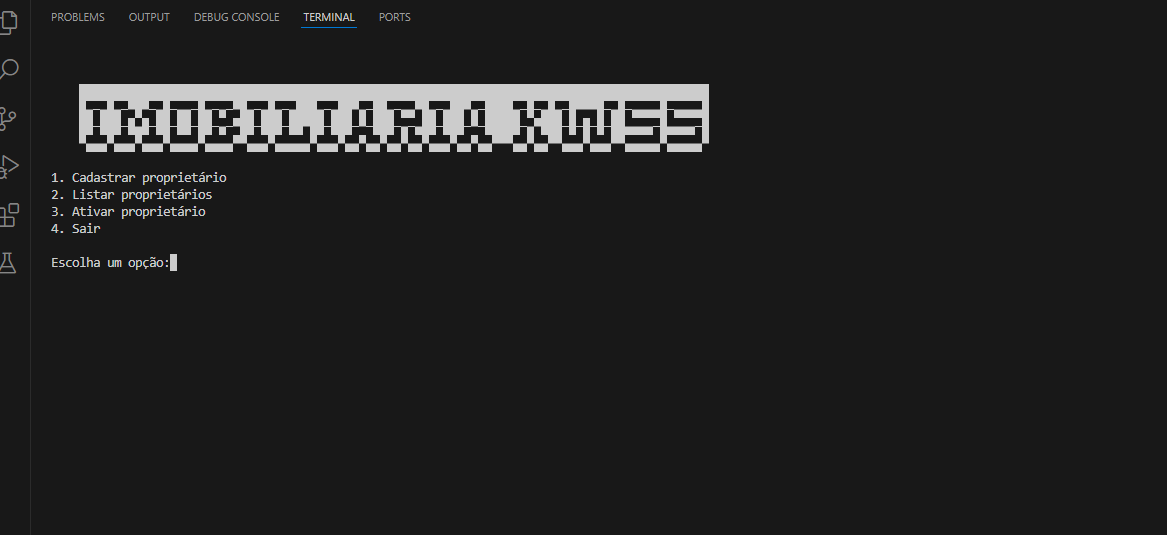 PROBLEMS OUTPUT DEBUG CONSOLE TERMINAL PORTS
IMOBILIARIA KWSS
1. Cadastrar proprietário
2. Listar proprietários
3. Ativar proprietário
4. Sair
Escolha um opção: